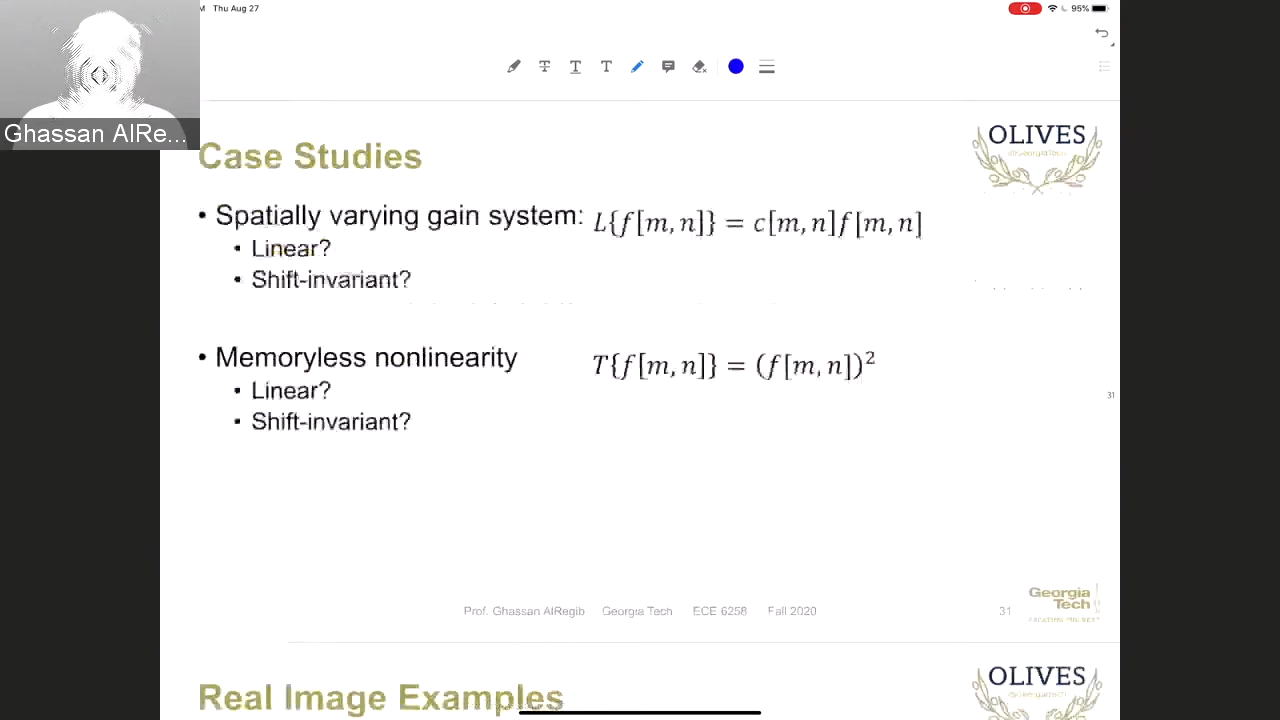 M Thu Aug 27
95%
Ghassan AlRe...
Case Studies
OLIVES
• Spatially varying gain system: L{f[m, n]} = c[m, n]f[m, n]
▪ Linear?
▪ Shift-invariant?
• Memoryless nonlinearity T{f[m, n]} = (f[m, n])²
▪ Linear?
▪ Shift-invariant?
31
Prof. Ghassan AlRegib Georgia Tech ECE 6258 Fall 2020 31
Georgia
Tech
Real Image Examples
OLIVES